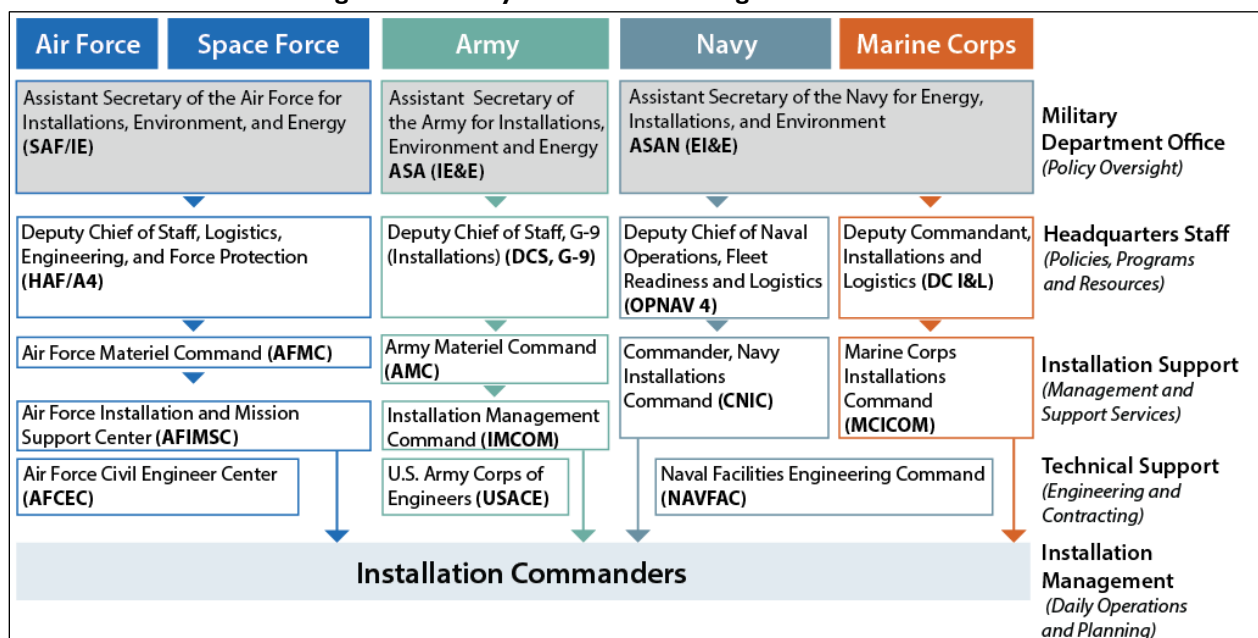 Air Force
Space Force
Army
Navy
Marine Corps
Assistant Secretary of the Air Force for
Installations, Environment, and Energy
(SAF/IE)
Assistant Secretary of
the Army for Installations,
Environment and Energy
ASA (IE&E)
Assistant Secretary of the Navy for Energy,
Installations, and Environment
ASAN (EI&E)
Military
Department Office
(Policy Oversight)
Deputy Chief of Staff, Logistics,
Engineering, and Force Protection
(HAF/A4)
Deputy Chief of Staff, G-9
(Installations) (DCS, G-9)
Deputy Chief of Naval
Operations, Fleet
Readiness and Logistics
(OPNAV 4)
Deputy Commandant,
Installations and
Logistics (DC I&L)
Headquarters Staff
(Policies, Programs
and Resources)
Air Force Materiel Command (AFMC)
Army Materiel Command
(AMC)
Commander, Navy
Installations
Command (CNIC)
Marine Corps
Installations
Command
(MCICOM)
Installation Support
(Management and
Support Services)
Air Force Installation and Mission
Support Center (AFIMSC)
Installation Management
Command (IMCOM)
Air Force Civil Engineer Center
(AFCEC)
U.S. Army Corps of
Engineers (USACE)
Naval Facilities Engineering Command
(NAVFAC)
Technical Support
(Engineering and
Contracting)
Installation Commanders
Installation
Management
(Daily Operations
and Planning)